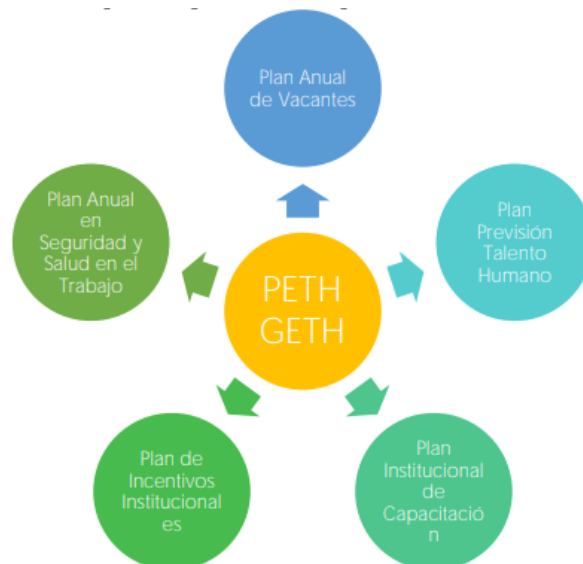 Plan Anual
de Vacantes
Plan Anual
en
Seguridad y
Salud en el
Trabajo
Plan
Previsión
Talento
Humano
PETH
GETH
Plan de
Incentivos
Institucional
es
Plan
Institucional
de
Capacitació
n